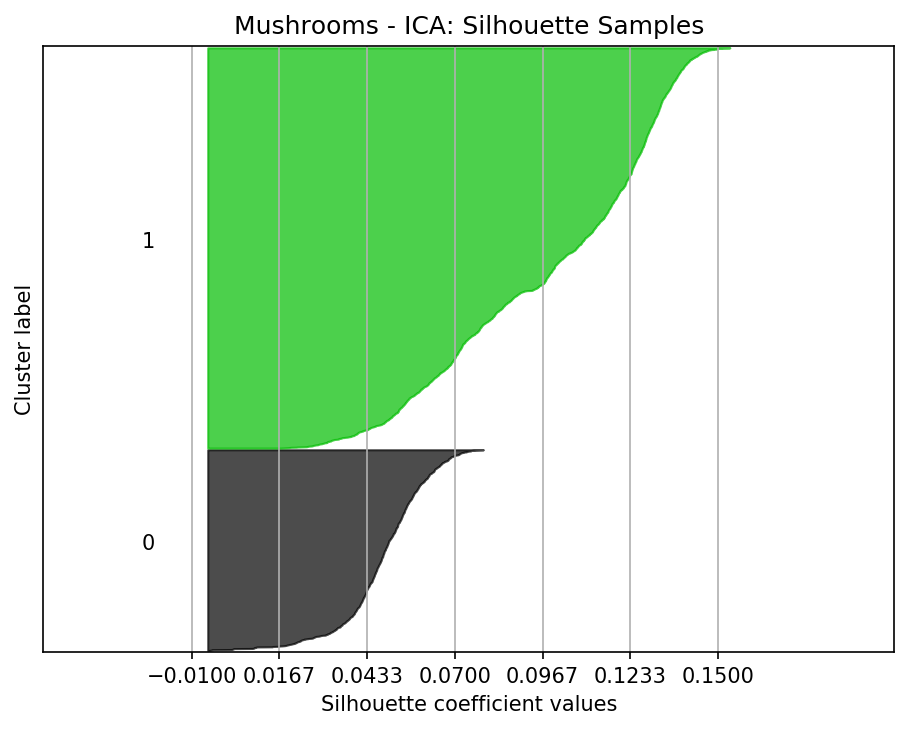 Mushrooms - ICA: Silhouette Samples
1
0
Cluster label
−0.0100 0.0167 0.0433 0.0700 0.0967 0.1233 0.1500
Silhouette coefficient values